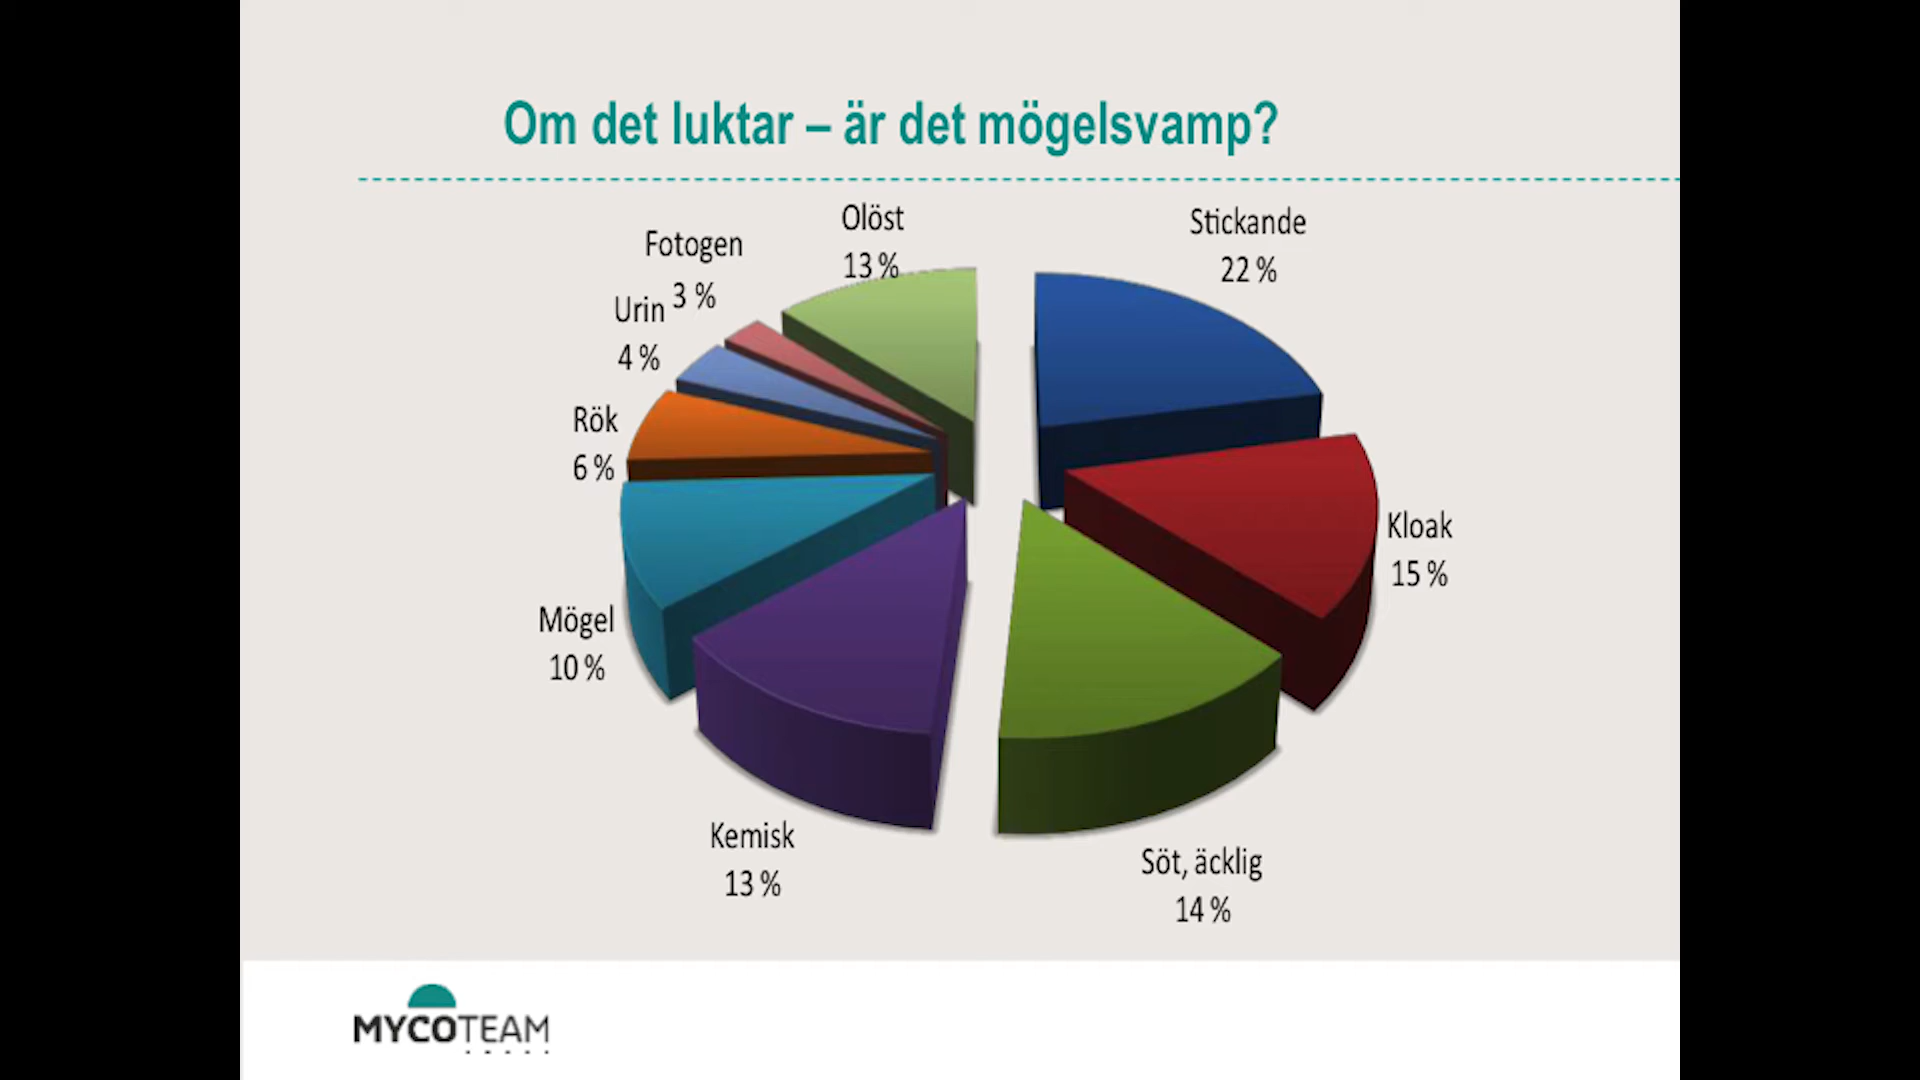 Om det luktar – är det mögelsvamp?
Olöst
13 %
Stickande
22 %
Fotogen
3 %
Urin
4 %
Rök
6 %
Kloak
15 %
Mögel
10 %
Kemisk
13 %
Söt, äcklig
14 %
MYCOTEAM